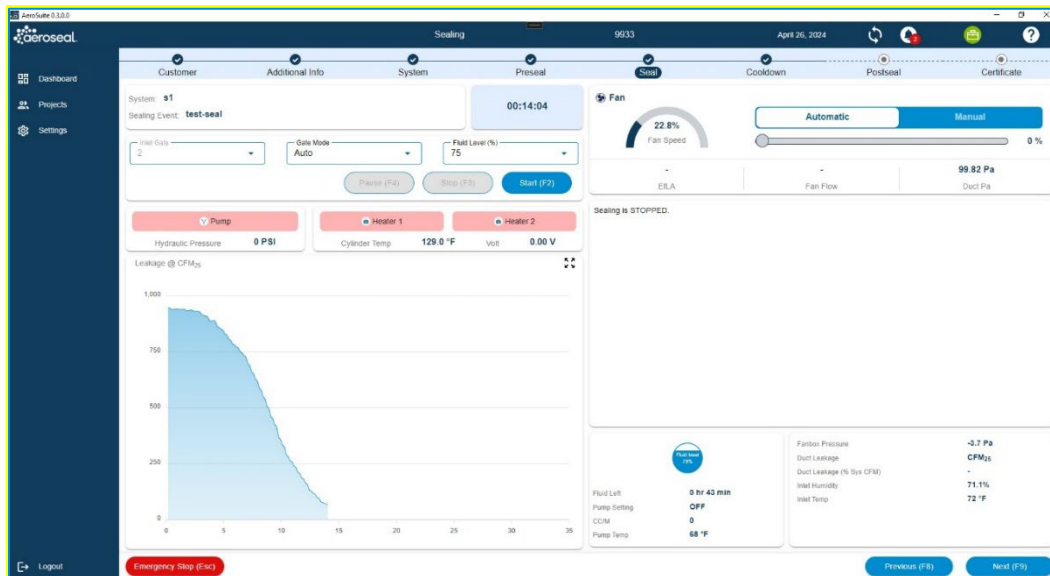 AeroSuite 0.3.0.0
aeroseal.
Sealing
9933
April 26, 2024
2
?
Dashboard
Projects
Settings
Logout
Customer
Additional Info
System
Preseal
Seal
Cooldown
Postseal
Certificate
System: s1
Sealing Event: test-seal
00:14:04
Inlet Gate
2
Gate Mode
Auto
Fluid Level (%)
75
Pause (F4)
Stop (F3)
Start (F2)
Pump
Hydraulic Pressure 0 PSI
Heater 1
Heater 2
Cylinder Temp 129.0 °F Volt 0.00 V
Leakage @ CFM25
1,000
750
500
250
0
0 5 10 15 20 25 30 35
Fan
22.8%
Fan Speed
Automatic
Manual
0 %
- - 99.82 Pa
EfLA Fan Flow Duct Pa
Sealing is STOPPED.
Fluid level
Fluid Left 0 hr 43 min
Pump Setting OFF
CC/M 0
Pump Temp 68 °F
Fanbox Pressure -3.7 Pa
Duct Leakage CFM25
Duct Leakage (% Sys CFM) -
Inlet Humidity 71.1%
Inlet Temp 72 °F
Emergency Stop (Esc)
Previous (F8)
Next (F9)